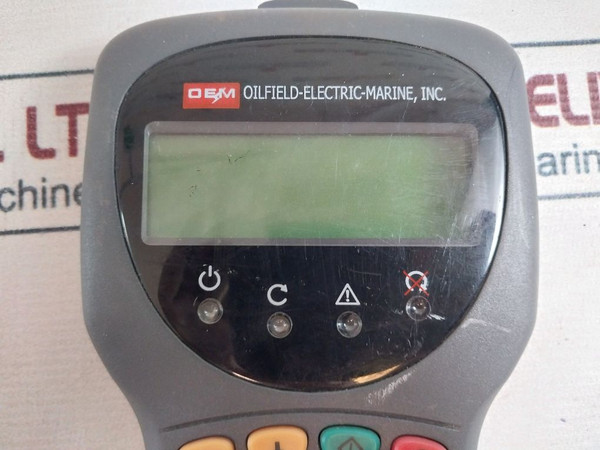 OEM OILFIELD-ELECTRIC-MARINE, INC.
L LT
chine
ELI
arin